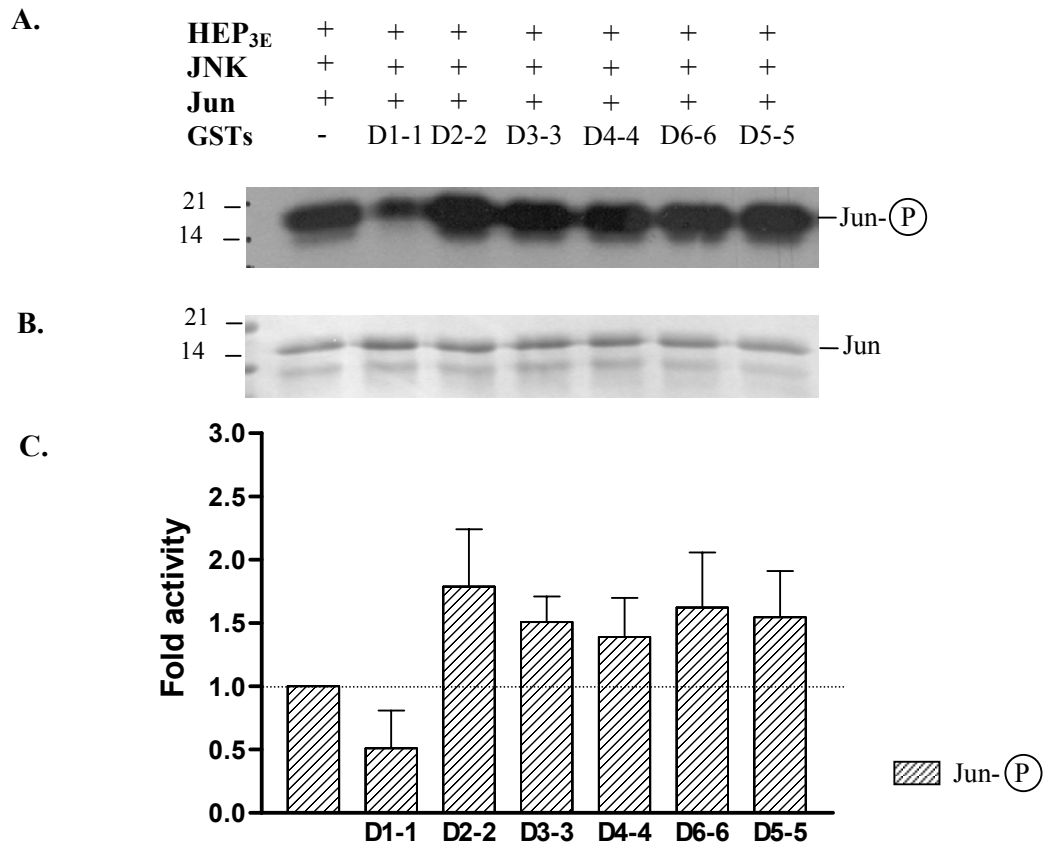 A.
HEP3E + + + + + + +
JNK + + + + + + +
Jun + + + + + + +
GSTs - D1-1 D2-2 D3-3 D4-4 D6-6 D5-5
21
14
Jun-P
B.
21
14
Jun
C.
Fold activity
3.0
2.5
2.0
1.5
1.0
0.5
0.0
D1-1 D2-2 D3-3 D4-4 D6-6 D5-5
Jun-P